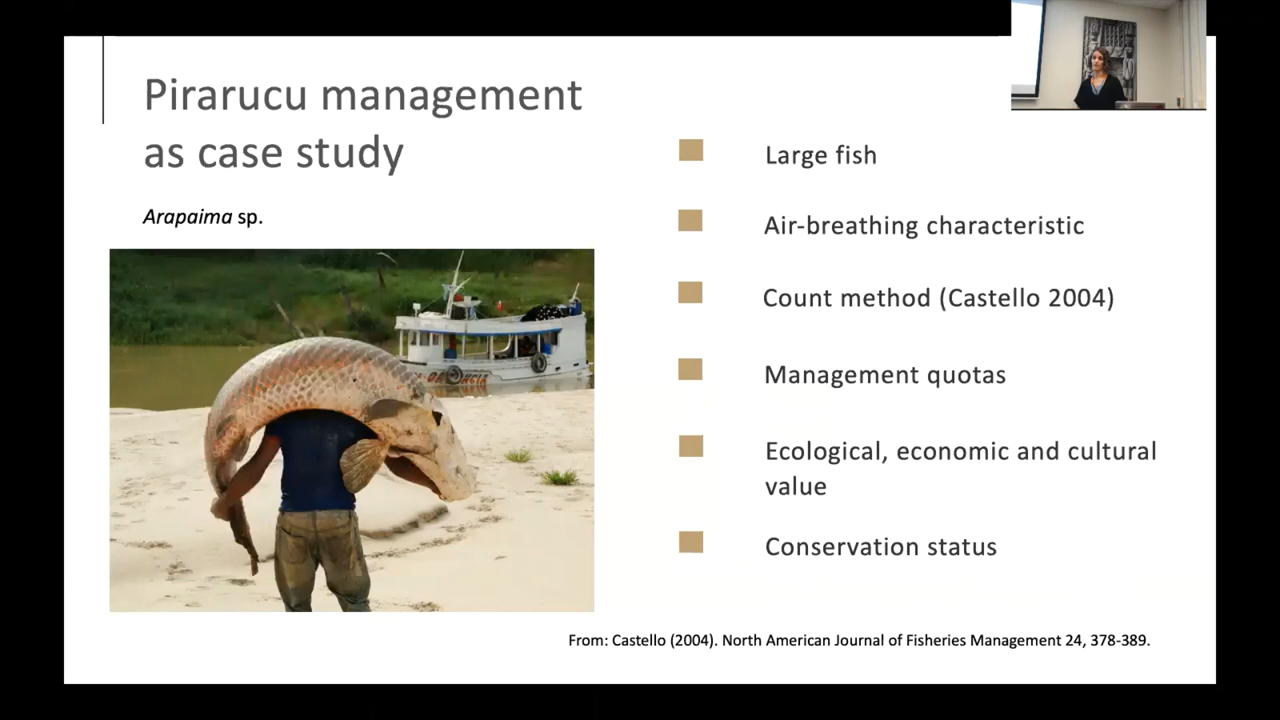 Pirarucu management
as case study
Arapaima sp.
Large fish
Air-breathing characteristic
Count method (Castello 2004)
Management quotas
Ecological, economic and cultural
value
Conservation status
From: Castello (2004). North American Journal of Fisheries Management 24, 378-389.